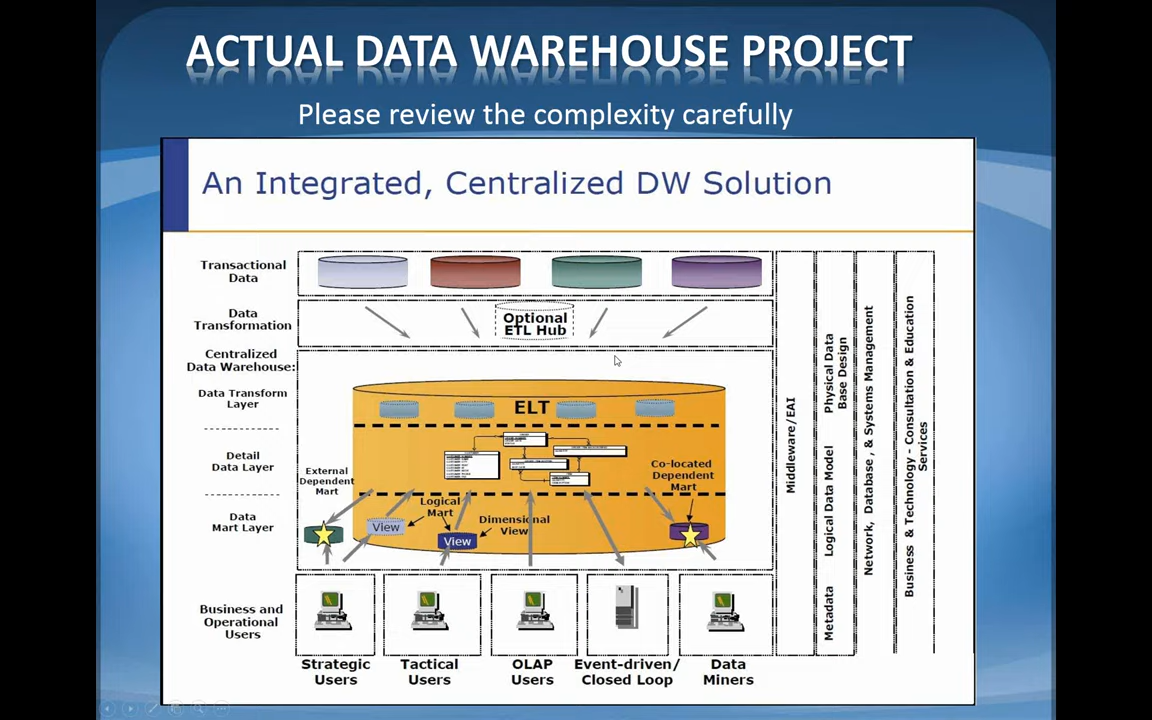 ACTUAL DATA WAREHOUSE PROJECT
Please review the complexity carefully
An Integrated, Centralized DW Solution
Transactional
Data
Data
Transformation
Optional
ETL Hub
Centralized
Data Warehouse:
Data Transform
Layer
ELT
Detail
Data Layer
External
Dependent
Mart
Co-located
Dependent
Mart
Data
Mart Layer
Logical
Mart
View
Dimensional
View
View
Business and
Operational
Users
Strategic
Users
Tactical
Users
OLAP
Users
Event-driven/
Closed Loop
Data
Miners
Middleware/EAI
Metadata
Logical Data Model
Physical Data
Base Design
Network, Database, & Systems Management
Business & Technology - Consultation & Education
Services